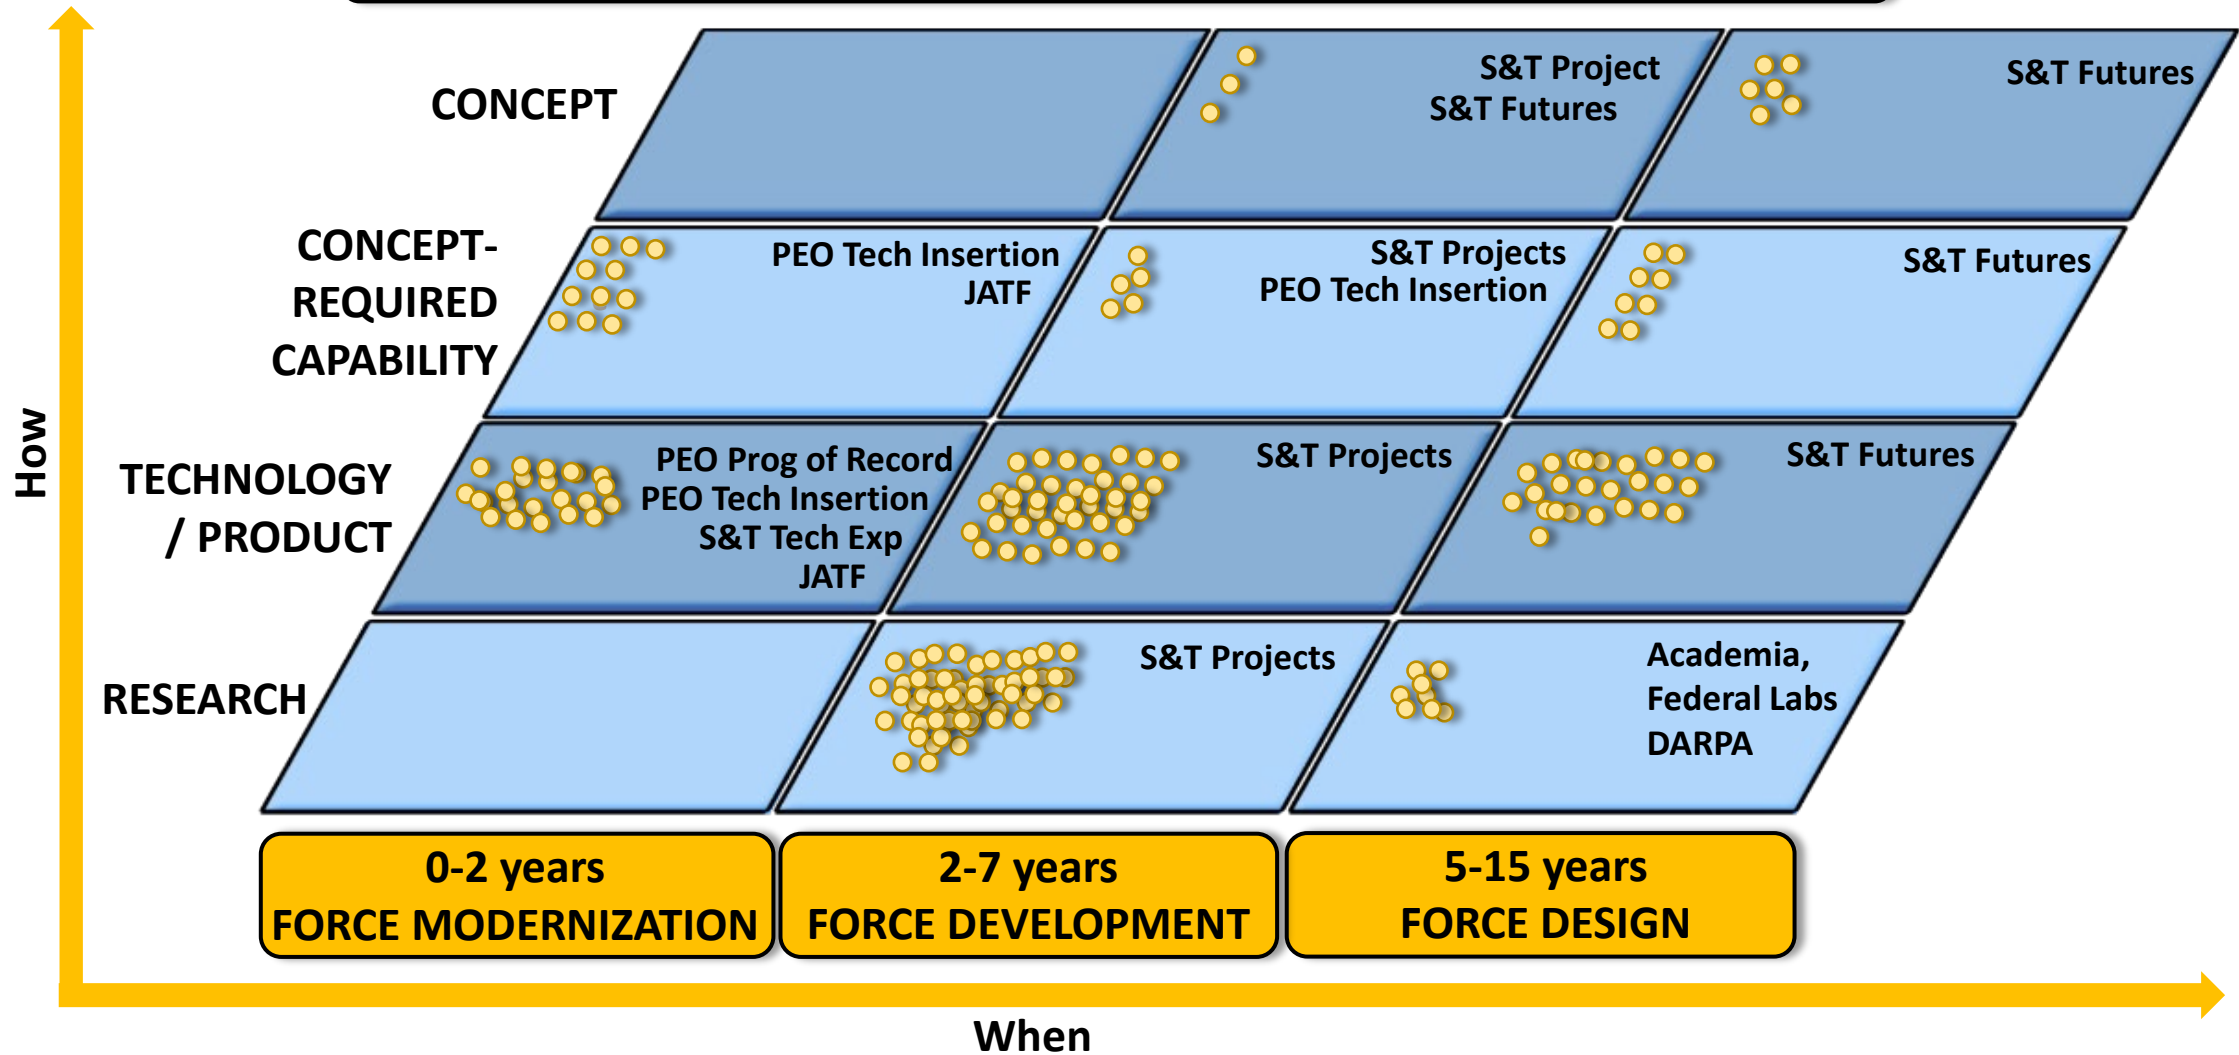 CONCEPT
S&T Project
S&T Futures
S&T Futures
CONCEPT-
REQUIRED
CAPABILITY
PEO Tech Insertion
JATF
S&T Projects
PEO Tech Insertion
S&T Futures
How
TECHNOLOGY
/ PRODUCT
PEO Prog of Record
PEO Tech Insertion
S&T Tech Exp
JATF
S&T Projects
S&T Futures
RESEARCH
S&T Projects
Academia,
Federal Labs
DARPA
0-2 years
FORCE MODERNIZATION
2-7 years
FORCE DEVELOPMENT
5-15 years
FORCE DESIGN
When